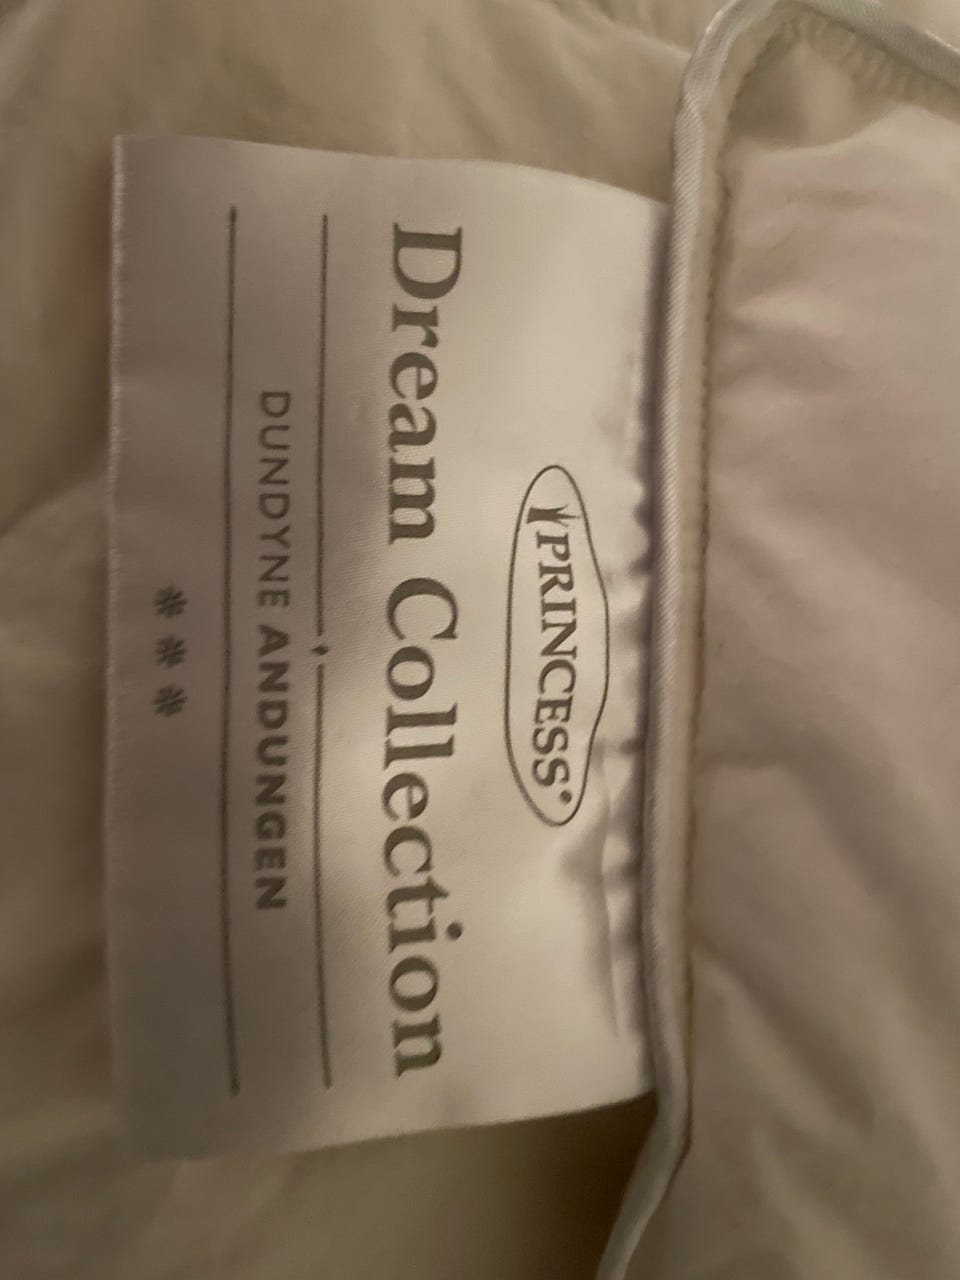 PRINCESS®
Dream Collection
DUNDYNE ANDUNGEN
***